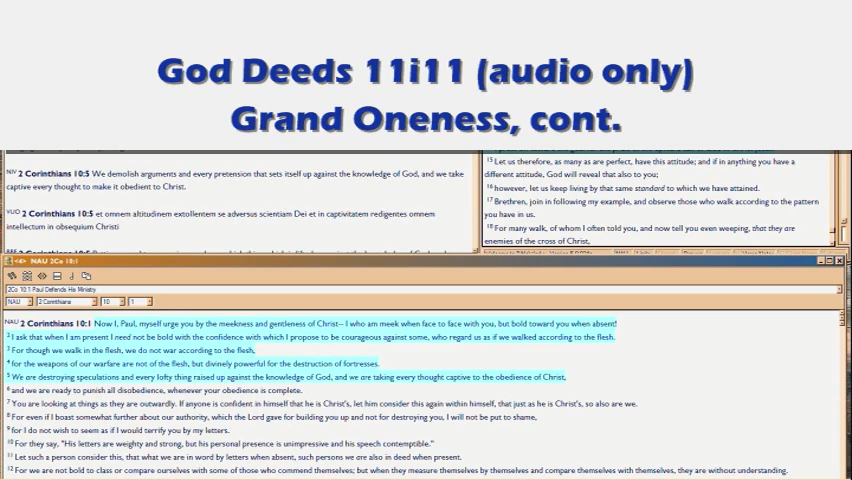 God Deeds 11i11 (audio only)
Grand Oneness, cont.
NIV 2 Corinthians 10:5 We demolish arguments and every pretension that sets itself up against the knowledge of God, and we take
captive every thought to make it obedient to Christ.
VUO 2 Corinthians 10:5 et omnem altitudinem extollentem se adversus scientiam Dei et in captivitatem redigentes omnem
intellectum in obsequium Christi
2 Corinthians 10:5
15 Let us therefore, as many as are perfect, have this attitude; and if in anything you have a
different attitude, God will reveal that also to you;
16 however, let us keep living by that same standard to which we have attained.
17 Brethren, join in following my example, and observe those who walk according to the pattern
you have in us.
18 For many walk, of whom I often told you, and now tell you even weeping, that they are
enemies of the cross of Christ,
<4> NAU 2Co 10:1
2Co 10:1 Paul Defends His Ministry
NAU 2 Corinthians 10 1
NAU 2 Corinthians 10:1 Now I, Paul, myself urge you by the meekness and gentleness of Christ-- I who am meek when face to face with you, but bold toward you when absent!
2 I ask that when I am present I need not be bold with the confidence with which I propose to be courageous against some, who regard us as if we walked according to the flesh.
3 For though we walk in the flesh, we do not war according to the flesh,
4 for the weapons of our warfare are not of the flesh, but divinely powerful for the destruction of fortresses.
5 We are destroying speculations and every lofty thing raised up against the knowledge of God, and we are taking every thought captive to the obedience of Christ,
6 and we are ready to punish all disobedience, whenever your obedience is complete.
7 You are looking at things as they are outwardly. If anyone is confident in himself that he is Christ's, let him consider this again within himself, that just as he is Christ's, so also are we.
8 For even if I boast somewhat further about our authority, which the Lord gave for building you up and not for destroying you, I will not be put to shame,
9 for I do not wish to seem as if I would terrify you by my letters.
10 For they say, "His letters are weighty and strong, but his personal presence is unimpressive and his speech contemptible."
11 Let such a person consider this, that what we are in word by letters when absent, such persons we are also in deed when present.
12 For we are not bold to class or compare ourselves with some of those who commend themselves; but when they measure themselves by themselves and compare themselves with themselves, they are without understanding.